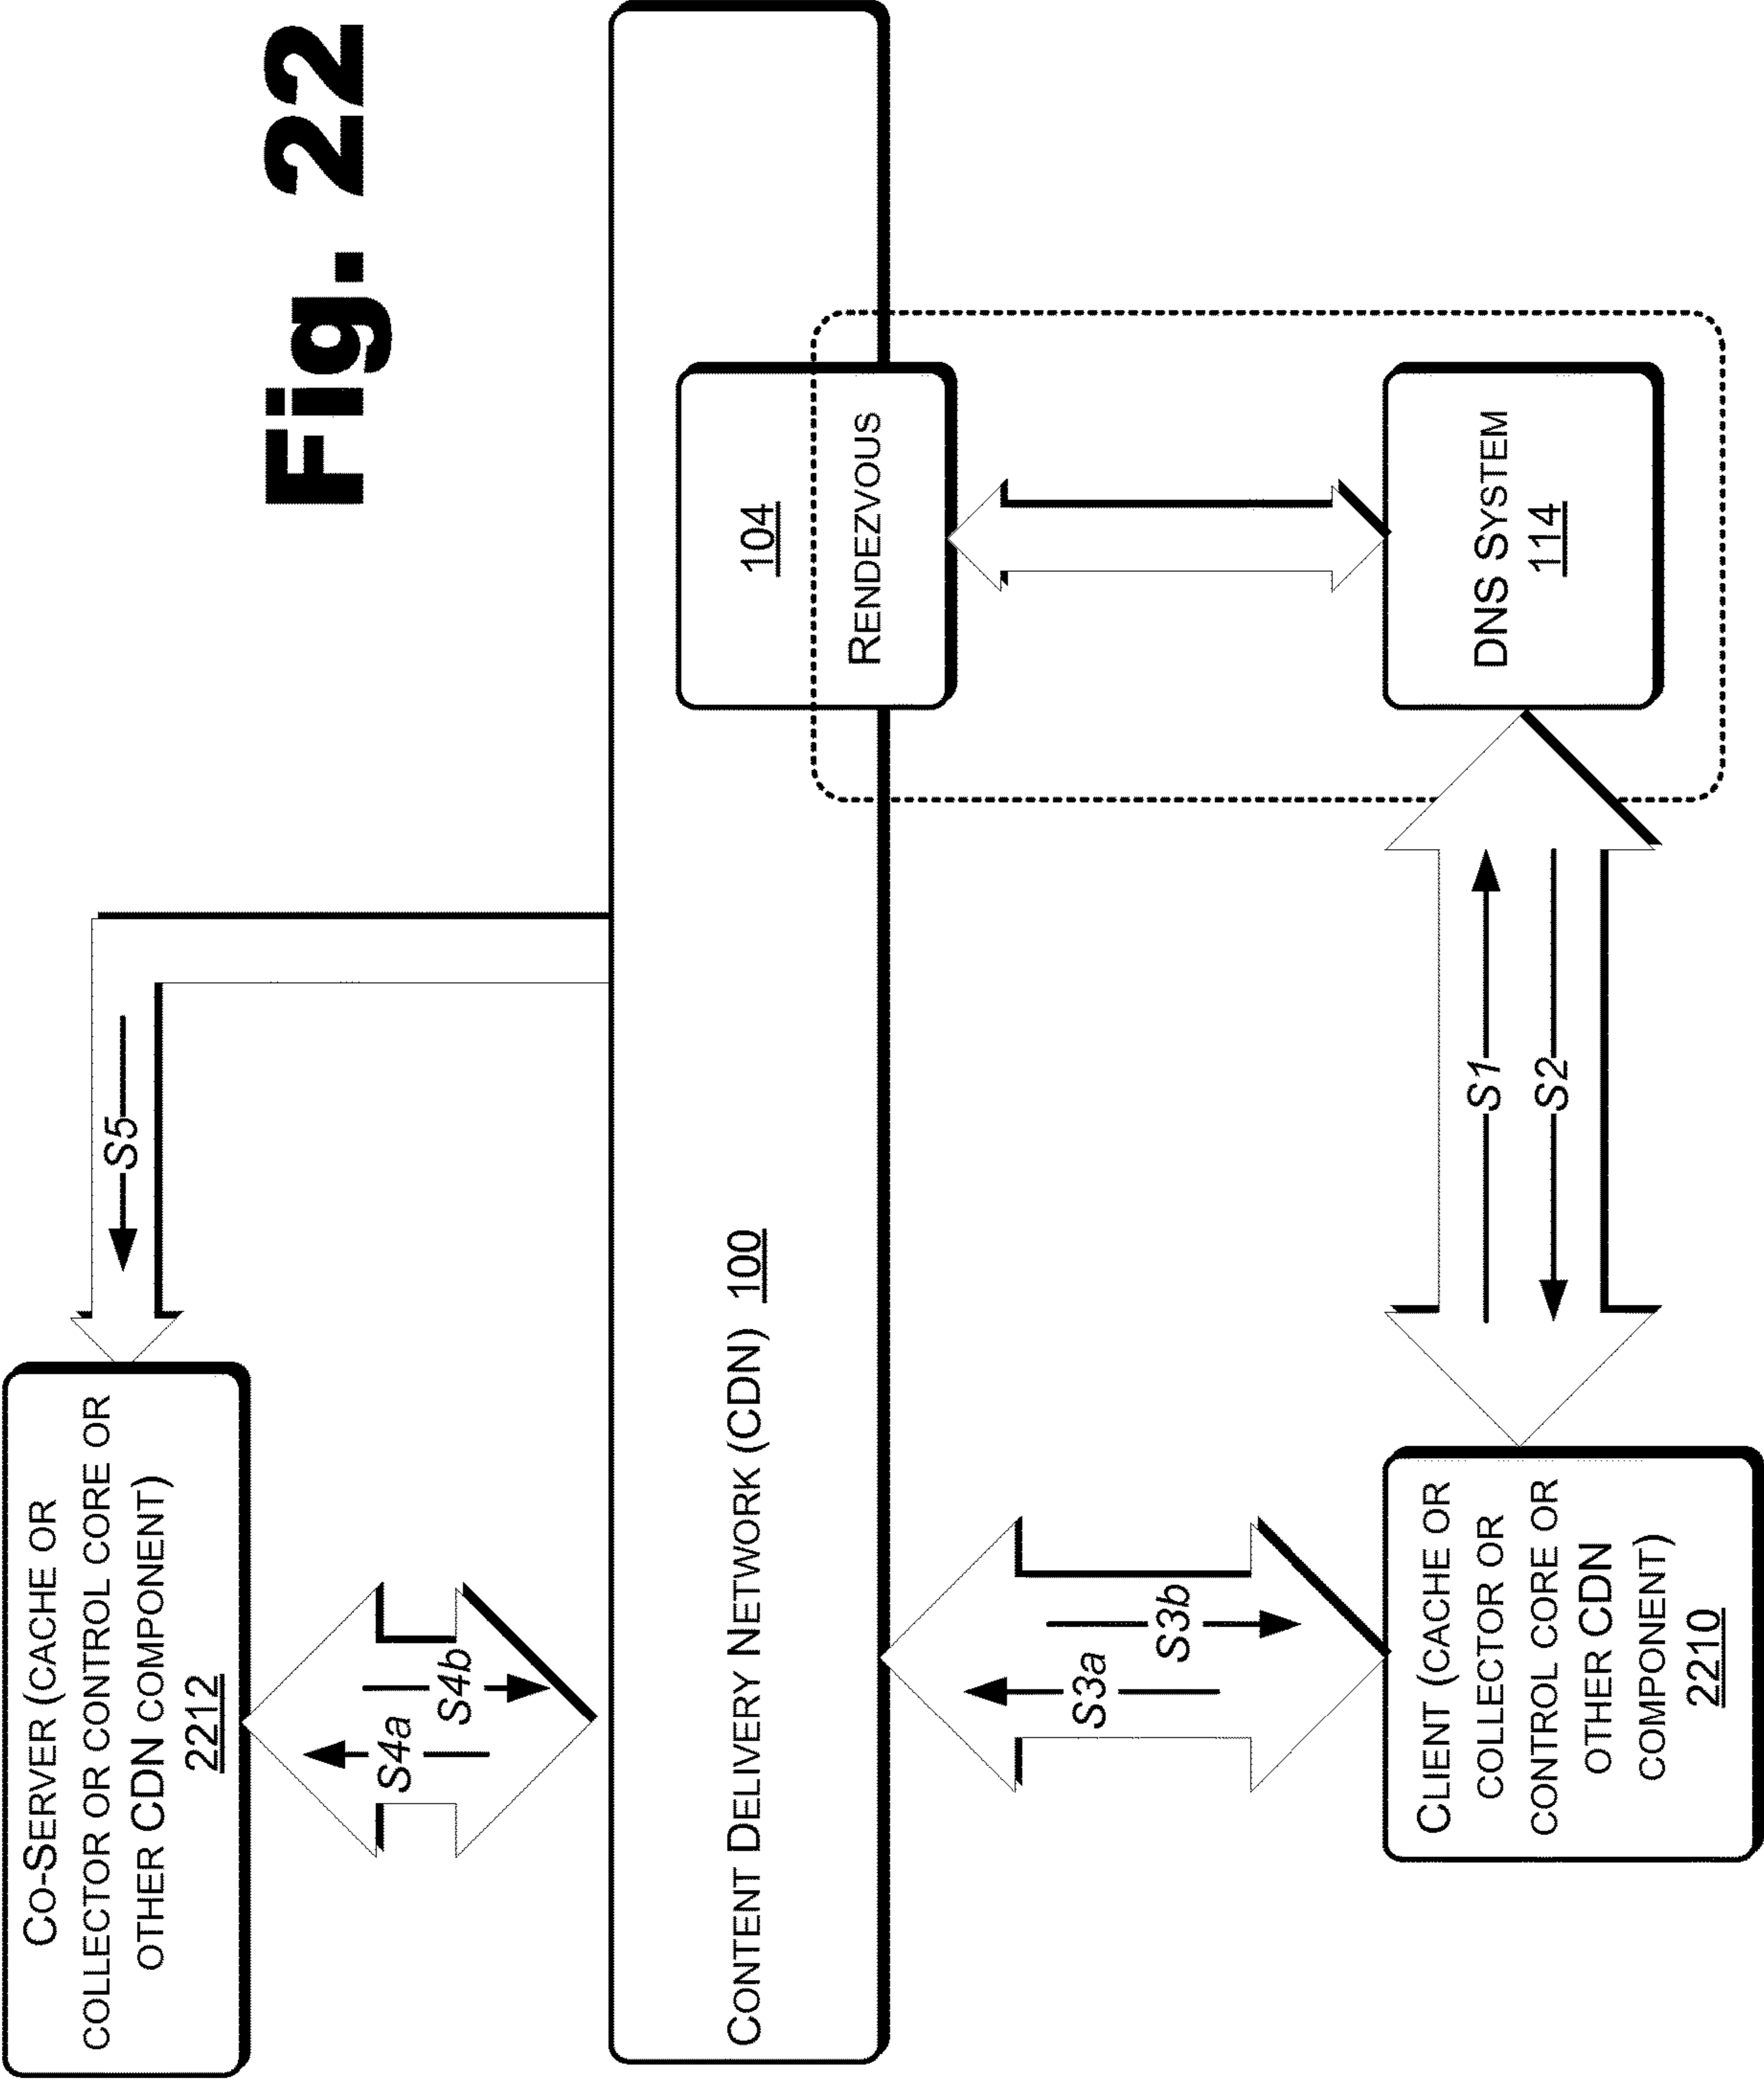 CO-SERVER (CACHE OR
COLLECTOR OR CONTROL CORE OR
OTHER CDN COMPONENT)
2212
S5
S4a
S4b
CONTENT DELIVERY NETWORK (CDN) 100
104
RENDEZVOUS
S3a
S3b
CLIENT (CACHE OR
COLLECTOR OR
CONTROL CORE OR
OTHER CDN
COMPONENT)
2210
S1
S2
DNS SYSTEM
114
Fig. 22